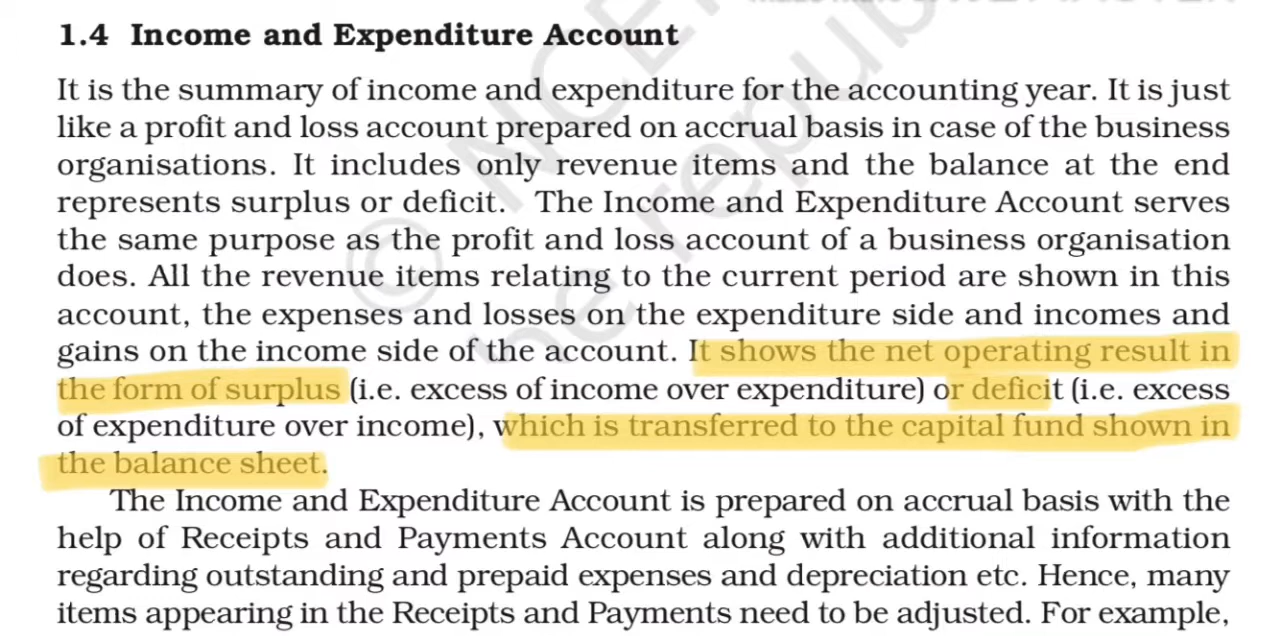 1.4 Income and Expenditure Account
It is the summary of income and expenditure for the accounting year. It is just
like a profit and loss account prepared on accrual basis in case of the business
organisations. It includes only revenue items and the balance at the end
represents surplus or deficit. The Income and Expenditure Account serves
the same purpose as the profit and loss account of a business organisation
does. All the revenue items relating to the current period are shown in this
account, the expenses and losses on the expenditure side and incomes and
gains on the income side of the account. It shows the net operating result in
the form of surplus (i.e. excess of income over expenditure) or deficit (i.e. excess
of expenditure over income), which is transferred to the capital fund shown in
the balance sheet.
The Income and Expenditure Account is prepared on accrual basis with the
help of Receipts and Payments Account along with additional information
regarding outstanding and prepaid expenses and depreciation etc. Hence, many
items appearing in the Receipts and Payments need to be adjusted. For example,